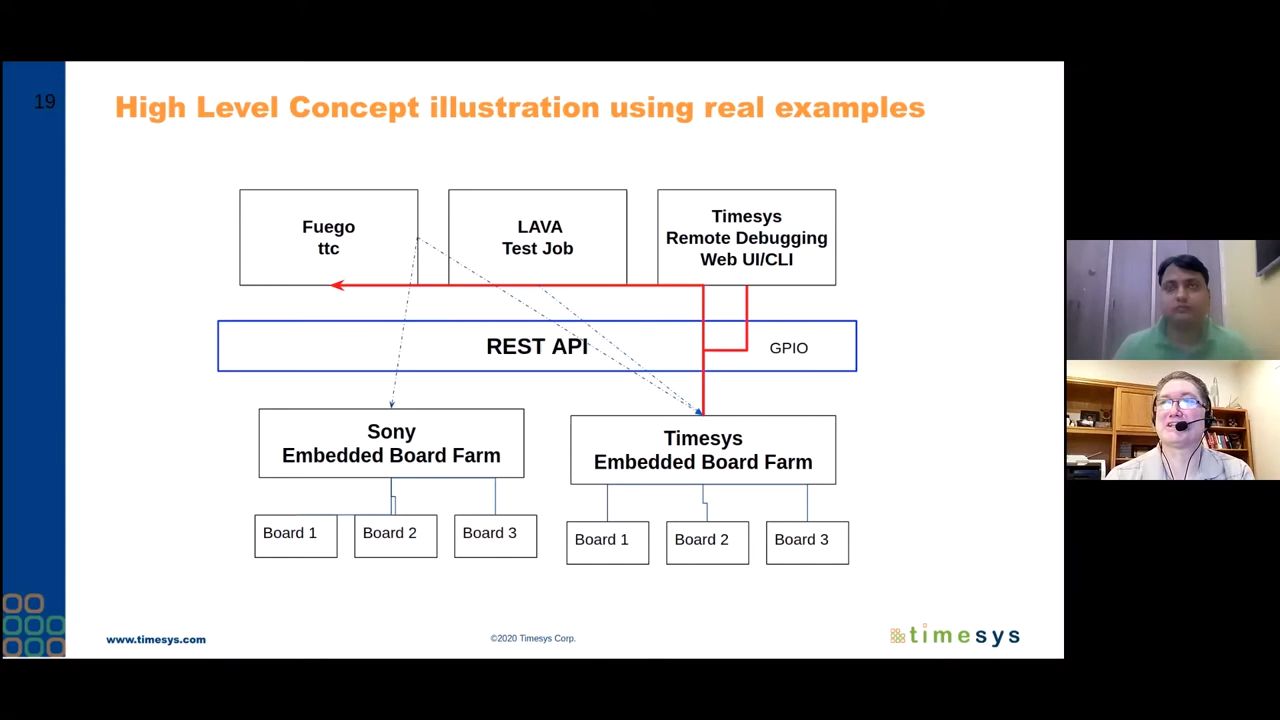 19
High Level Concept illustration using real examples
Fuego
ttc
LAVA
Test Job
Timesys
Remote Debugging
Web UI/CLI
REST API
GPIO
Sony
Embedded Board Farm
Timesys
Embedded Board Farm
Board 1
Board 2
Board 3
Board 1
Board 2
Board 3
www.timesys.com
©2020 Timesys Corp.
timesys